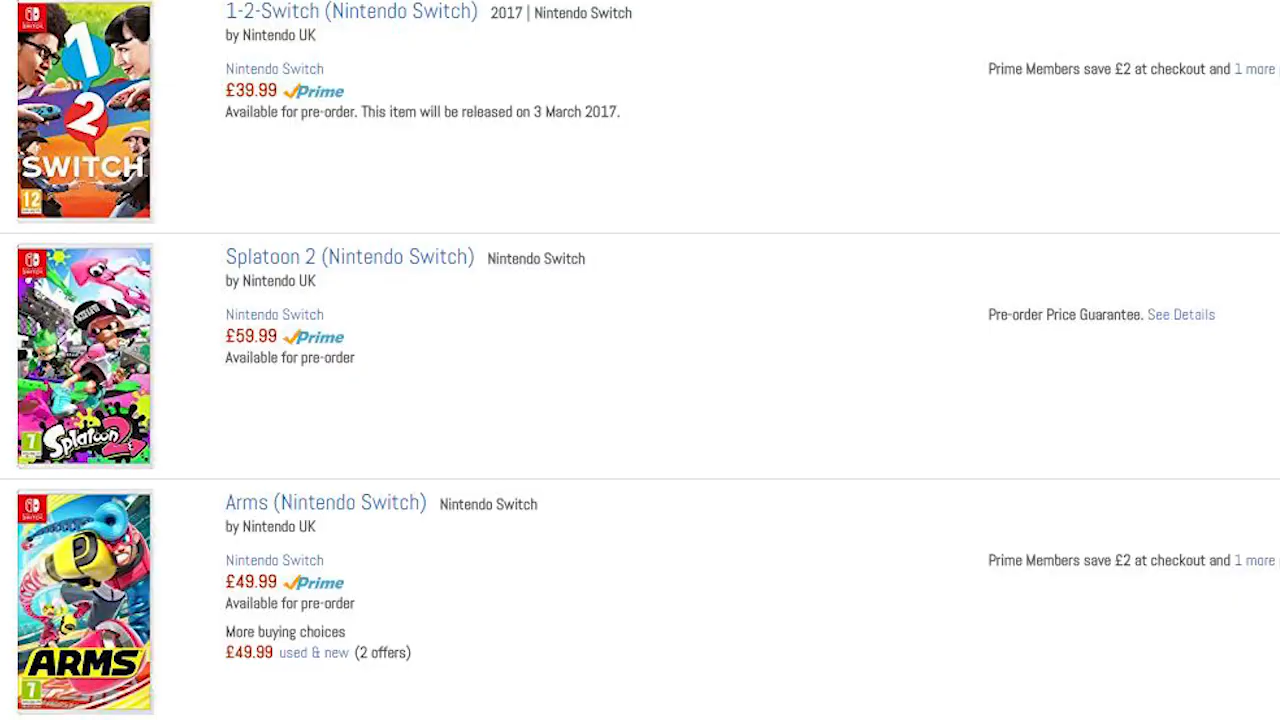 1-2-Switch (Nintendo Switch) 2017 | Nintendo Switch
by Nintendo UK
Nintendo Switch
£39.99 Prime
Prime Members save £2 at checkout and 1 more
Available for pre-order. This item will be released on 3 March 2017.
1
2
SWITCH
12
Splatoon 2 (Nintendo Switch) Nintendo Switch
by Nintendo UK
Nintendo Switch
£59.99 Prime
Pre-order Price Guarantee. See Details
Available for pre-order
Splatoon 2
7
Arms (Nintendo Switch) Nintendo Switch
by Nintendo UK
Nintendo Switch
£49.99 Prime
Prime Members save £2 at checkout and 1 more
Available for pre-order
More buying choices
£49.99 used & new (2 offers)
ARMS
7